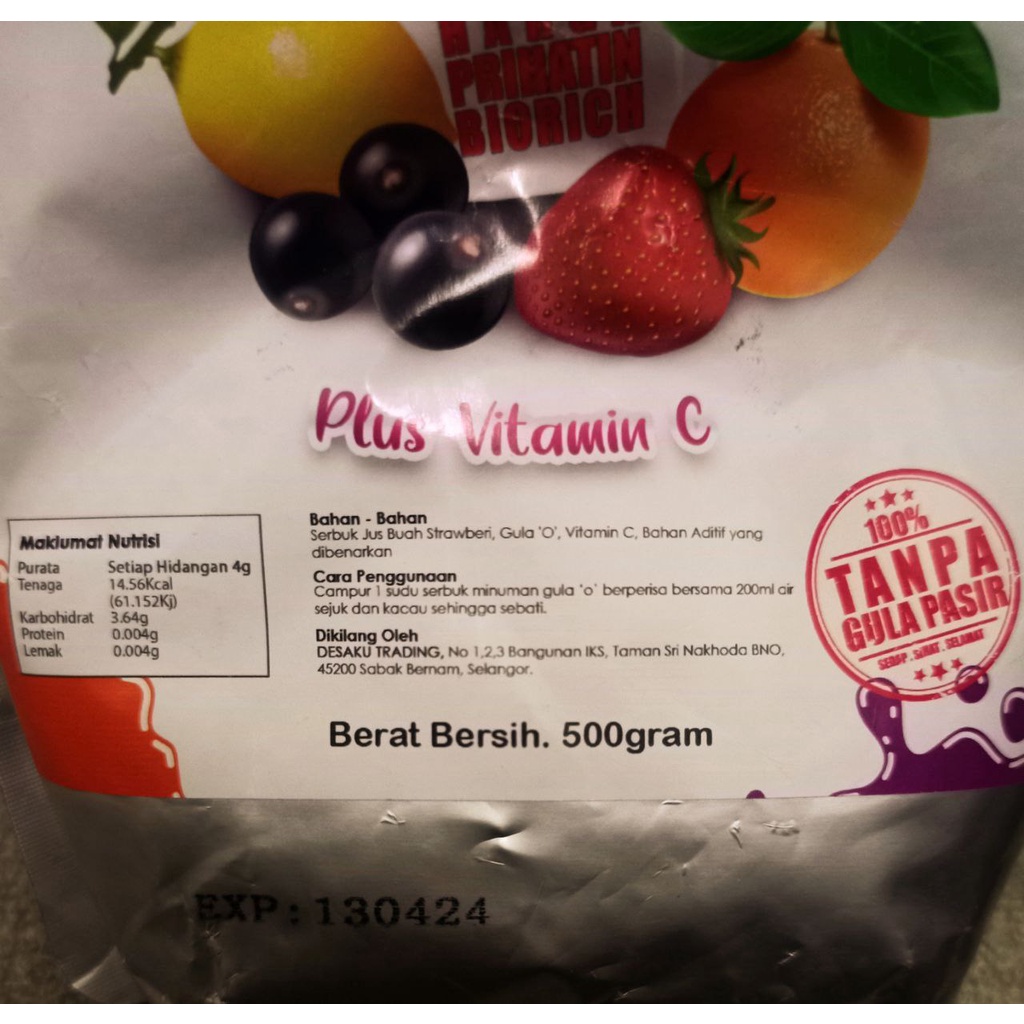 PRIHATIN
BIORICH
Plus Vitamin C
Maklumat Nutrisi
Purata Setiap Hidangan 4g
Tenaga 14.56Kcal
(61.152Kj)
Karbohidrat 3.64g
Protein 0.004g
Lemak 0.004g
Bahan - Bahan
Serbuk Jus Buah Strawberi, Gula 'O', Vitamin C, Bahan Aditif yang
dibenarkan
Cara Penggunaan
Campur 1 sudu serbuk minuman gula 'o' berperisa bersama 200ml air
sejuk dan kacau sehingga sebati.
Dikilang Oleh
DESAKU TRADING, No 1,2,3 Bangunan IKS, Taman Sri Nakhoda BNO,
45200 Sabak Bernam, Selangor.
100%
TANPA
GULA PASIR
SEDAP . SIHAT . SELAMAT
Berat Bersih. 500gram
EXP: 130424